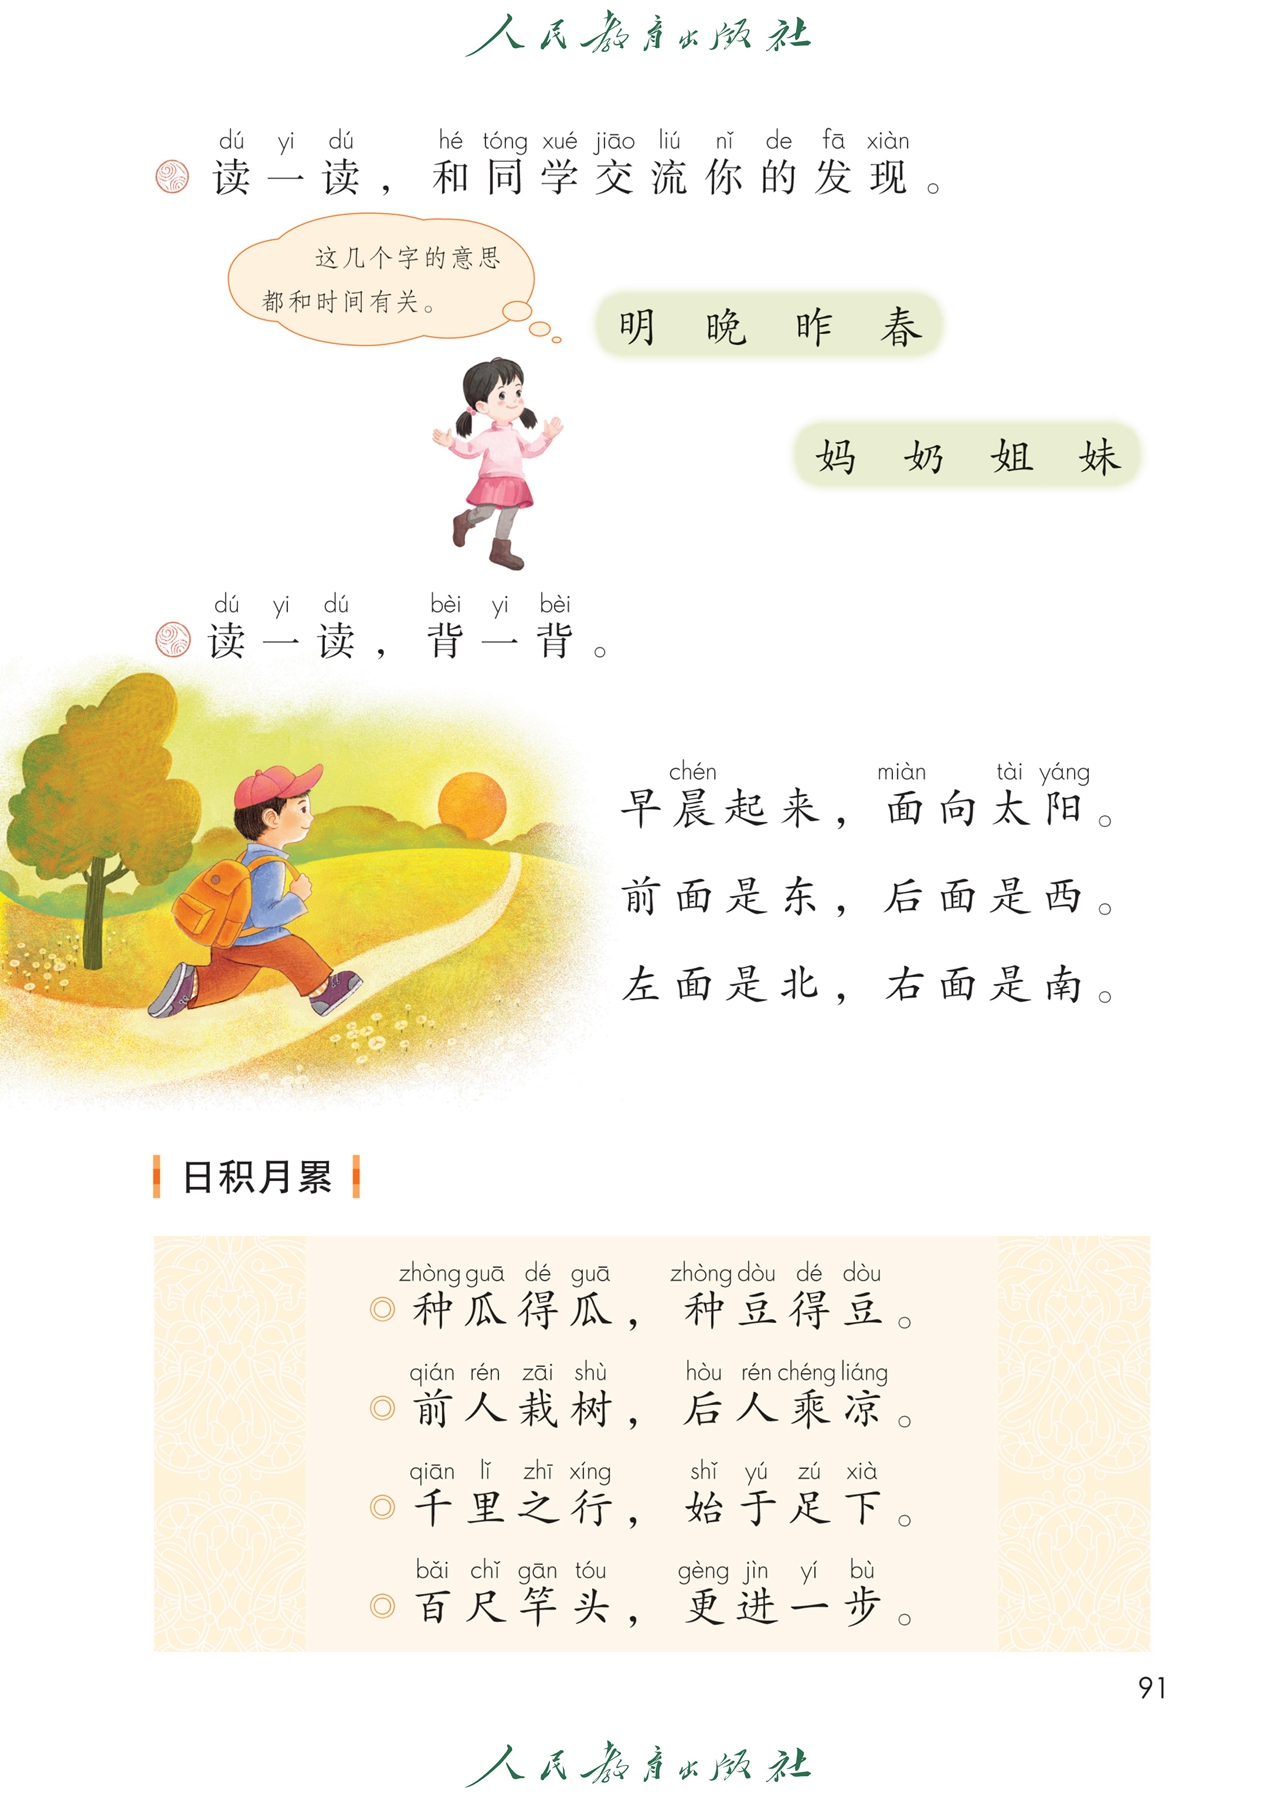 人民教育出版社
dú yi dú hé tóng xué jiāo liú nǐ de fā xiàn
读一读，和同学交流你的发现。
这几个字的意思
都和时间有关。
明 晚 昨 春
妈 奶 姐 妹
dú yi dú bèi yi bèi
读一读，背一背。
chén miàn tài yáng
早晨起来，面向太阳。
前面是东，后面是西。
左面是北，右面是南。
日积月累
zhòng guā dé guā zhòng dòu dé dòu
◎种瓜得瓜，种豆得豆。
qián rén zāi shù hòu rén chéng liáng
◎前人栽树，后人乘凉。
qiān lǐ zhī xíng shǐ yú zú xià
◎千里之行，始于足下。
bǎi chǐ gān tóu gèng jìn yí bù
◎百尺竿头，更进一步。
91
人民教育出版社